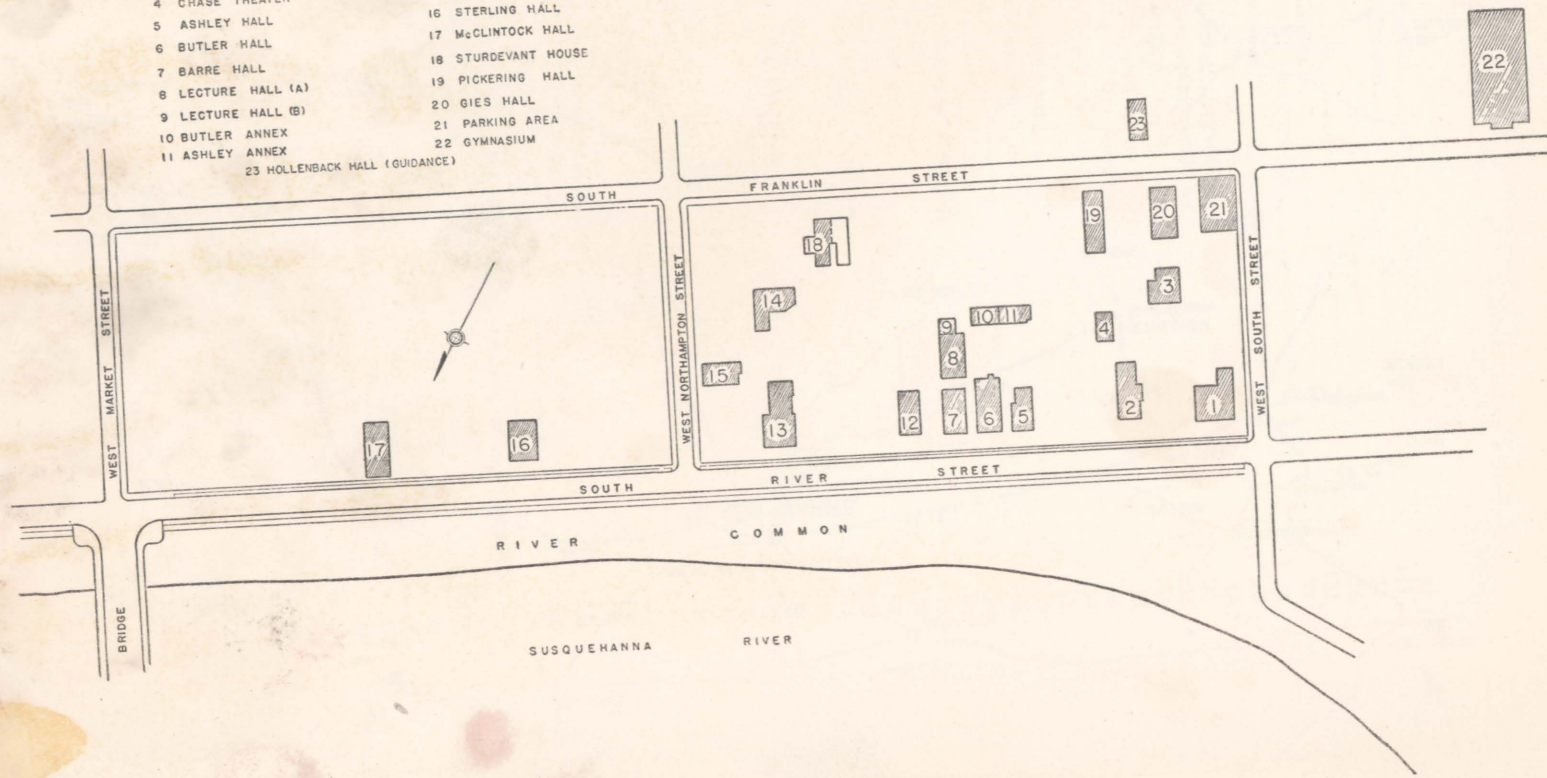 4 CHASE THEATER
5 ASHLEY HALL
6 BUTLER HALL
7 BARRE HALL
8 LECTURE HALL (A)
9 LECTURE HALL (B)
10 BUTLER ANNEX
11 ASHLEY ANNEX
16 STERLING HALL
17 McCLINTOCK HALL
18 STURDEVANT HOUSE
19 PICKERING HALL
20 GIES HALL
21 PARKING AREA
22 GYMNASIUM
23 HOLLENBACK HALL (GUIDANCE)
22
23
SOUTH FRANKLIN STREET
19 20 21
18
14
3
10 11
9
4
8
15
2
1
12 7 6 5
13
17 16
WEST MARKET STREET
WEST NORTHAMPTON STREET
WEST SOUTH STREET
SOUTH RIVER STREET
RIVER COMMON
BRIDGE
SUSQUEHANNA RIVER